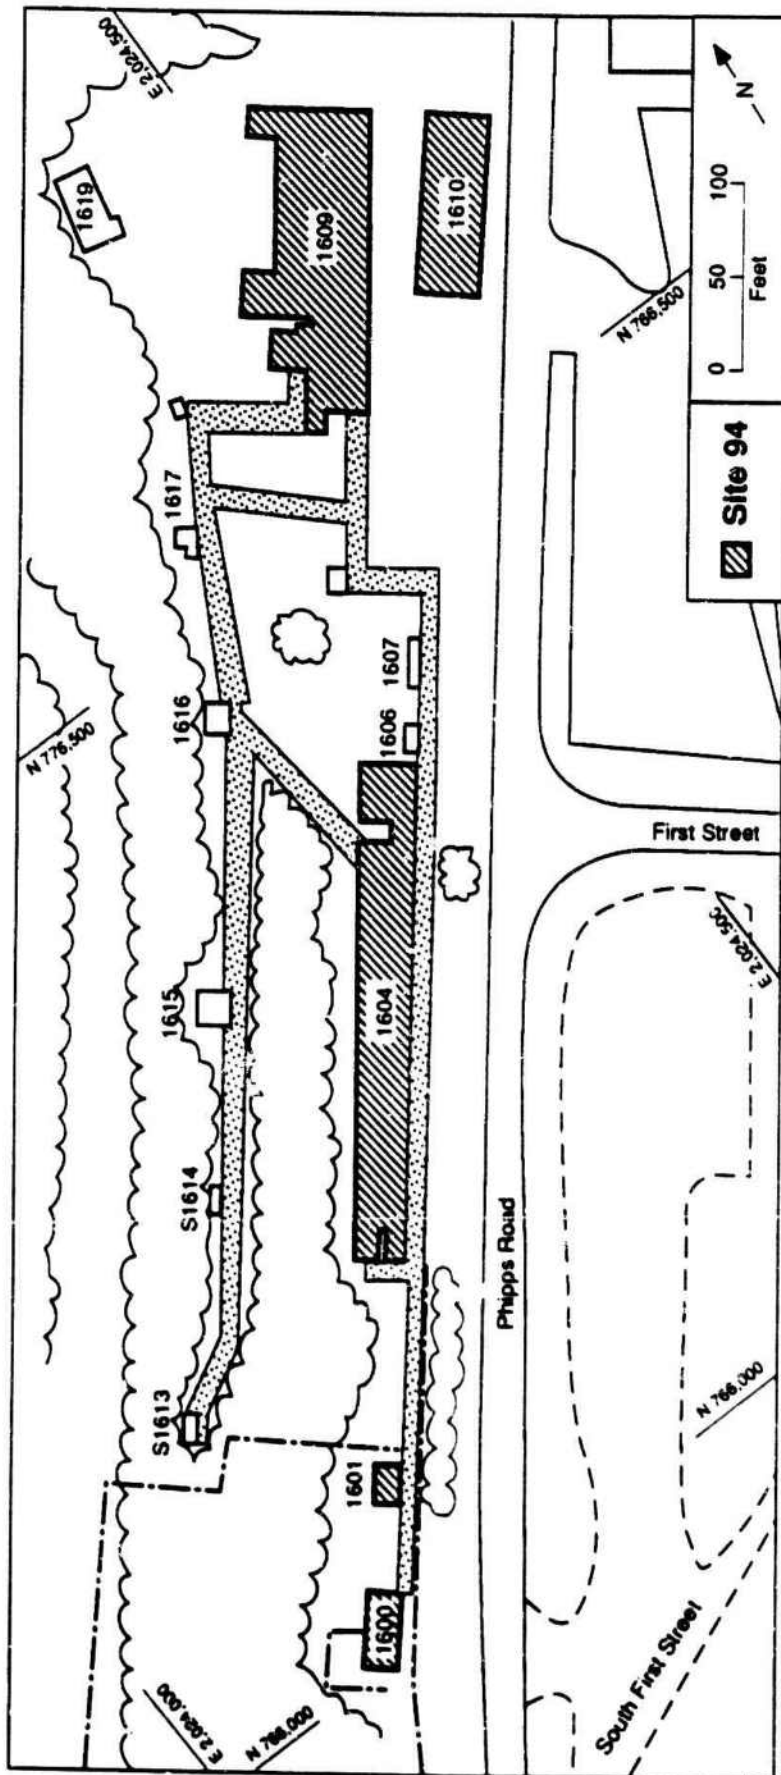 E 2,024,500
1619
1609
1610
N 766,500
N
0 50 100
Feet
Site 94
1617
1616
1607
1606
N 776,500
First Street
E 2,024,500
1615
1604
S1614
Phipps Road
S1613
N 766,000
1601
1600
South First Street
E 2,024,000
N 766,000